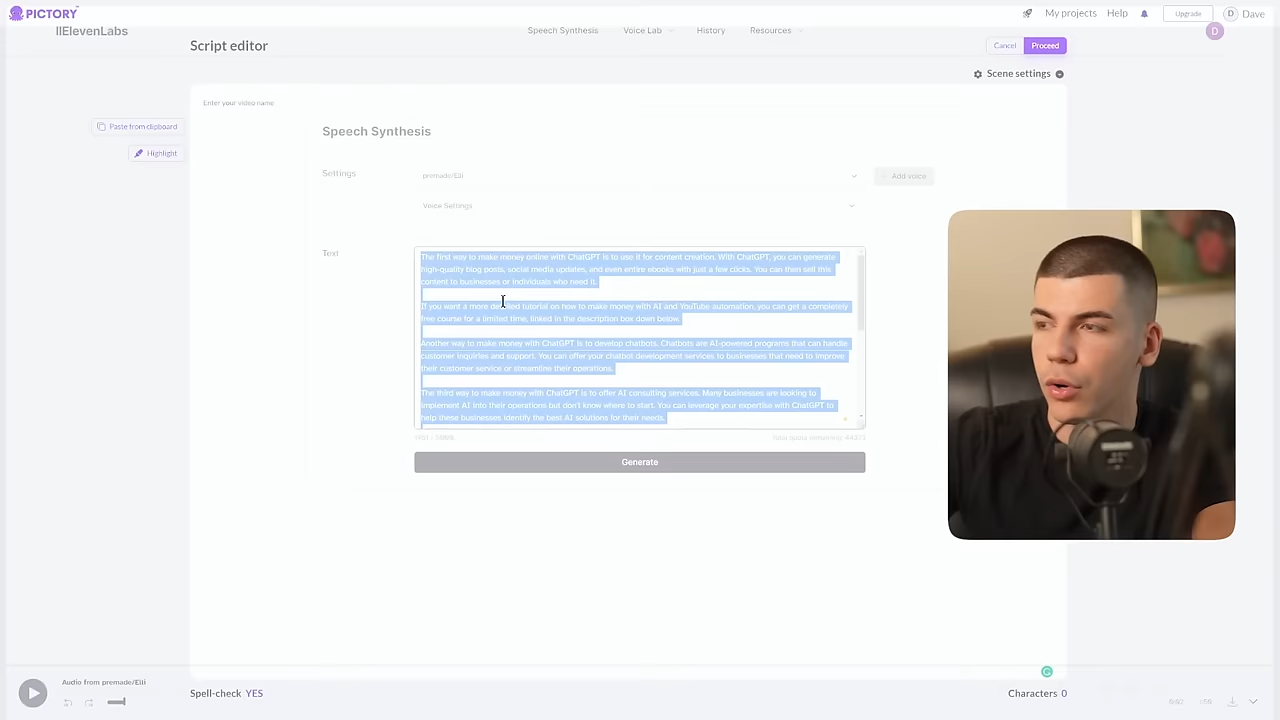 PICTORY
My projects
Help
Upgrade
D
Dave
IIElevenLabs
Speech Synthesis
Voice Lab
History
Resources
D
Script editor
Cancel
Proceed
Scene settings
Enter your video name
Paste from clipboard
Highlight
Speech Synthesis
Settings
premade/Elli
Add voice
Voice Settings
Text
The first way to make money online with ChatGPT is to use it for content creation. With ChatGPT, you can generate
high-quality blog posts, social media updates, and even entire ebooks with just a few clicks. You can then sell this
content to businesses or individuals who need it.
If you want a more detailed tutorial on how to make money with AI and YouTube automation, you can get a completely
free course for a limited time, linked in the description box down below.
Another way to make money with ChatGPT is to develop chatbots. Chatbots are AI-powered programs that can handle
customer inquiries and support. You can offer your chatbot development services to businesses that need to improve
their customer service or streamline their operations.
The third way to make money with ChatGPT is to offer AI consulting services. Many businesses are looking to
implement AI into their operations but don't know where to start. You can leverage your expertise with ChatGPT to
help these businesses identify the best AI solutions for their needs.
Total quota remaining:
Generate
Audio from premade/Elli
Spell-check YES
Characters 0